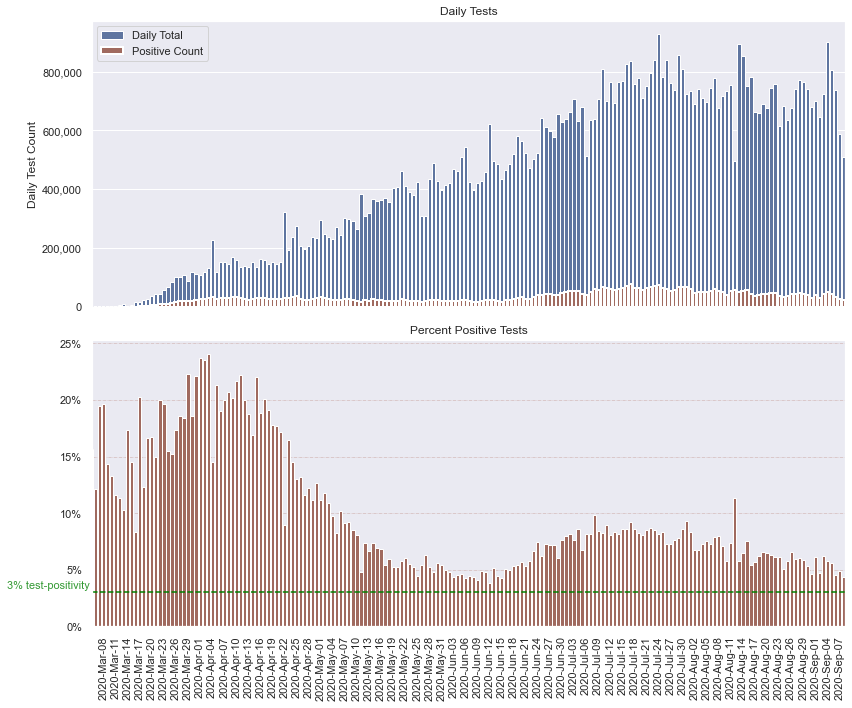 Daily Tests
Daily Total
Positive Count
Daily Test Count
800,000
600,000
400,000
200,000
0
Percent Positive Tests
25%
20%
15%
10%
5%
3% test-positivity
0%
2020-Mar-08
2020-Mar-11
2020-Mar-14
2020-Mar-17
2020-Mar-20
2020-Mar-23
2020-Mar-26
2020-Mar-29
2020-Apr-01
2020-Apr-04
2020-Apr-07
2020-Apr-10
2020-Apr-13
2020-Apr-16
2020-Apr-19
2020-Apr-22
2020-Apr-25
2020-Apr-28
2020-May-01
2020-May-04
2020-May-07
2020-May-10
2020-May-13
2020-May-16
2020-May-19
2020-May-22
2020-May-25
2020-May-28
2020-May-31
2020-Jun-03
2020-Jun-06
2020-Jun-09
2020-Jun-12
2020-Jun-15
2020-Jun-18
2020-Jun-21
2020-Jun-24
2020-Jun-27
2020-Jun-30
2020-Jul-03
2020-Jul-06
2020-Jul-09
2020-Jul-12
2020-Jul-15
2020-Jul-18
2020-Jul-21
2020-Jul-24
2020-Jul-27
2020-Jul-30
2020-Aug-02
2020-Aug-05
2020-Aug-08
2020-Aug-11
2020-Aug-14
2020-Aug-17
2020-Aug-20
2020-Aug-23
2020-Aug-26
2020-Aug-29
2020-Sep-01
2020-Sep-04
2020-Sep-07